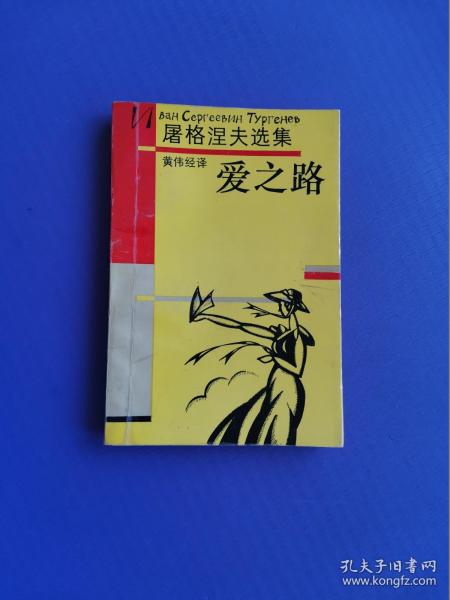 Иван Сергеевич Тургенев
屠格涅夫选集
黄伟经译
爱之路
孔夫子旧书网
www.kongfz.com